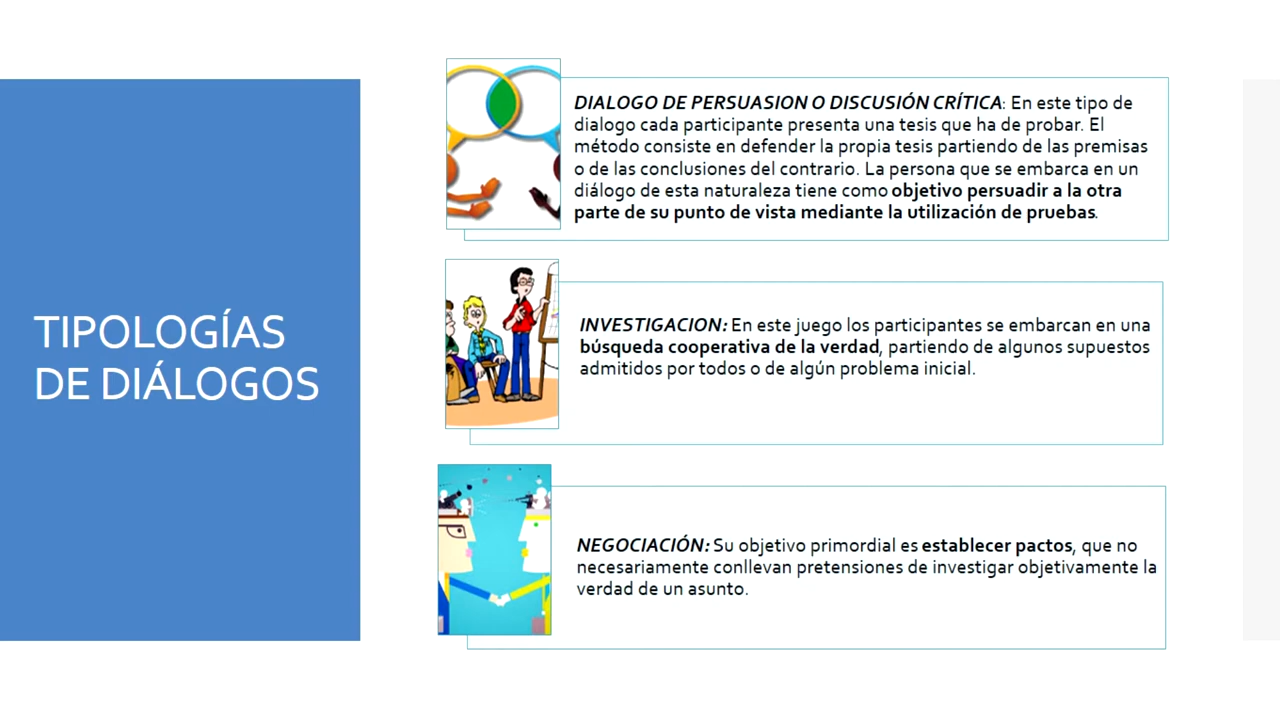 TIPOLOGÍAS
DE DIÁLOGOS
DIALOGO DE PERSUASION O DISCUSIÓN CRÍTICA: En este tipo de
dialogo cada participante presenta una tesis que ha de probar. El
método consiste en defender la propia tesis partiendo de las premisas
o de las conclusiones del contrario. La persona que se embarca en un
diálogo de esta naturaleza tiene como objetivo persuadir a la otra
parte de su punto de vista mediante la utilización de pruebas.
INVESTIGACION: En este juego los participantes se embarcan en una
búsqueda cooperativa de la verdad, partiendo de algunos supuestos
admitidos por todos o de algún problema inicial.
NEGOCIACIÓN: Su objetivo primordial es establecer pactos, que no
necesariamente conllevan pretensiones de investigar objetivamente la
verdad de un asunto.